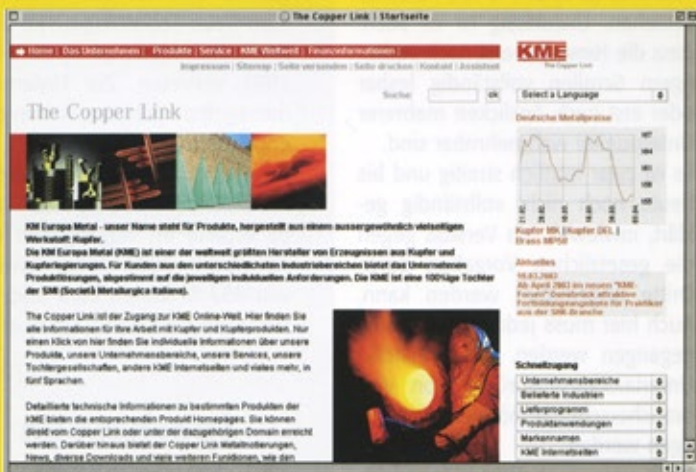 The Copper Link | Startseite
Home | Das Unternehmen | Produkte | Service | KME Weltweit | Finanzinformationen |
Impressum | Sitemap | Seite versenden | Seite drucken | Kontakt | Assistent
KME
The Copper Link
Suche: ok
Select a Language
The Copper Link
KM Europa Metal - unser Name steht für Produkte, hergestellt aus einem aussergewöhnlich vielseitigen
Werkstoff: Kupfer.
Die KM Europa Metal (KME) ist einer der weltweit größten Hersteller von Erzeugnissen aus Kupfer und
Kupferlegierungen. Für Kunden aus den unterschiedlichsten Industriebereichen bietet das Unternehmen
Produktlösungen, abgestimmt auf die jeweiligen individuellen Anforderungen. Die KME ist eine 100%ige Tochter
der SMI (Società Metallurgica Italiana).
The Copper Link ist der Zugang zur KME Online-Welt. Hier finden Sie
alle Informationen für Ihre Arbeit mit Kupfer und Kupferprodukten. Nur
einen Klick von hier finden Sie individuelle Informationen über unsere
Produkte, unsere Unternehmensbereiche, unsere Services, unsere
Tochtergesellschaften, andere KME Internetseiten und vieles mehr, in
fünf Sprachen.
Detaillierte technische Informationen zu bestimmten Produkten der
KME bieten die entsprechenden Produkt Homepages. Sie können
direkt vom Copper Link oder unter der dazugehörigen Domain erreicht
werden. Darüber hinaus bietet der Copper Link Metallnotierungen,
News, diverse Downloads und viele weiteren Funktionen, wie den
Deutsche Metallpreise
Kupfer MK | Kupfer DEL |
Brass MP58
Aktuelles
10.03.2003
Ab April 2003 im neuen "KME-
Forum" Osnabrück attraktive
Fortbildungsangebote für Praktiker
aus der SHK-Branche
Schnellzugang
Unternehmensbereiche
Belieferte Industrien
Lieferprogramm
Produktanwendungen
Markennamen
KME Internetseiten